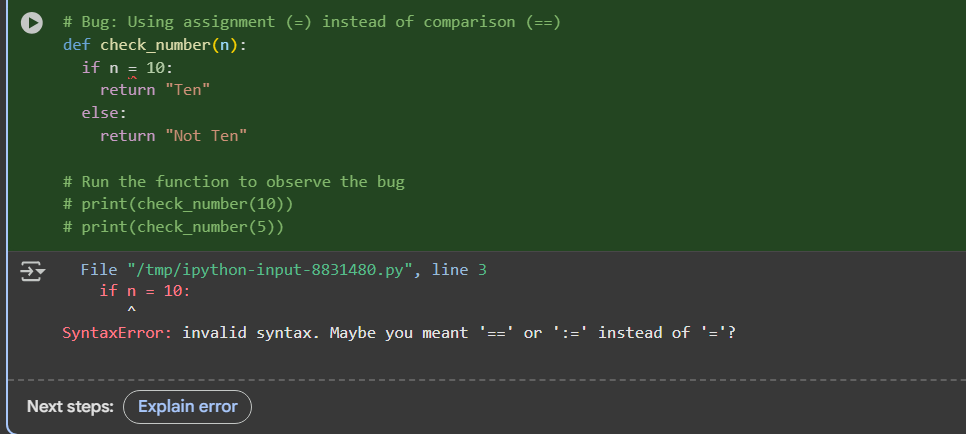 # Bug: Using assignment (=) instead of comparison (==)
def check_number(n):
  if n = 10:
    return "Ten"
  else:
    return "Not Ten"
# Run the function to observe the bug
# print(check_number(10))
# print(check_number(5))
  File "/tmp/ipython-input-8831480.py", line 3
    if n = 10:
       ^
SyntaxError: invalid syntax. Maybe you meant '==' or ':=' instead of '='?
Next steps: Explain error